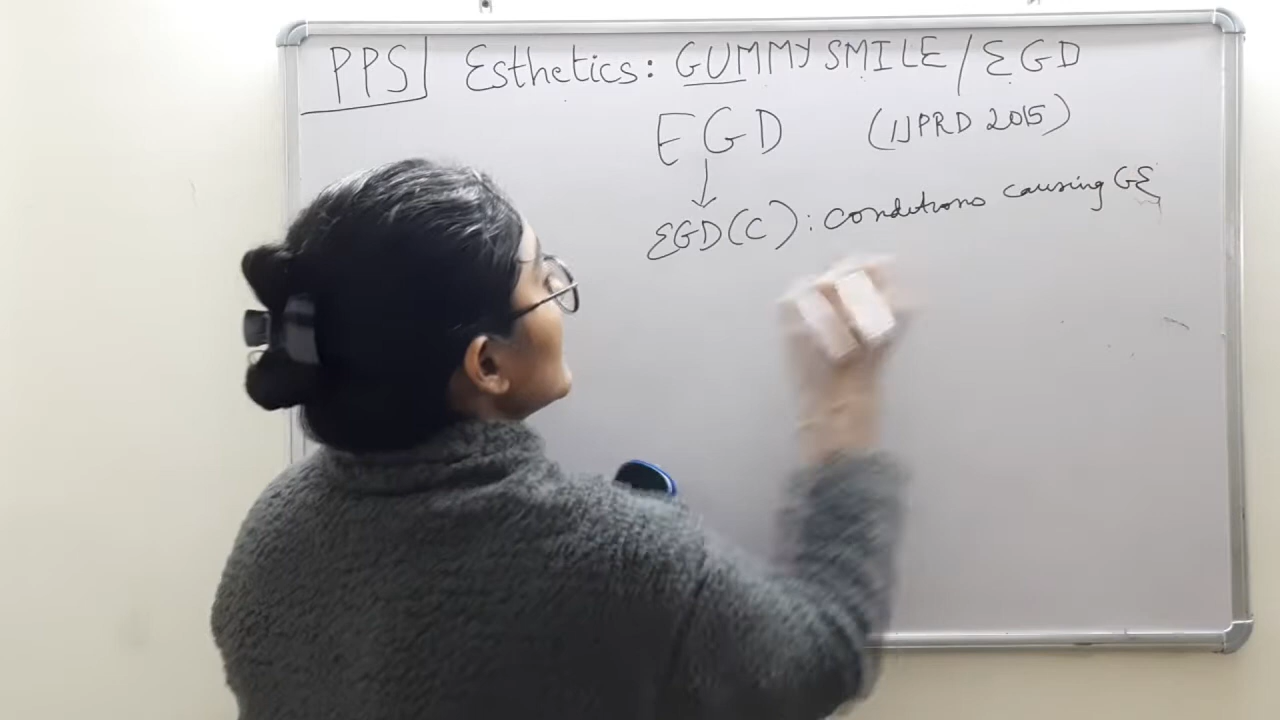 PPS Esthetics: GUMMY SMILE / EGD
EGD (IJPRD 2015)
EGD(C): conditions causing GE